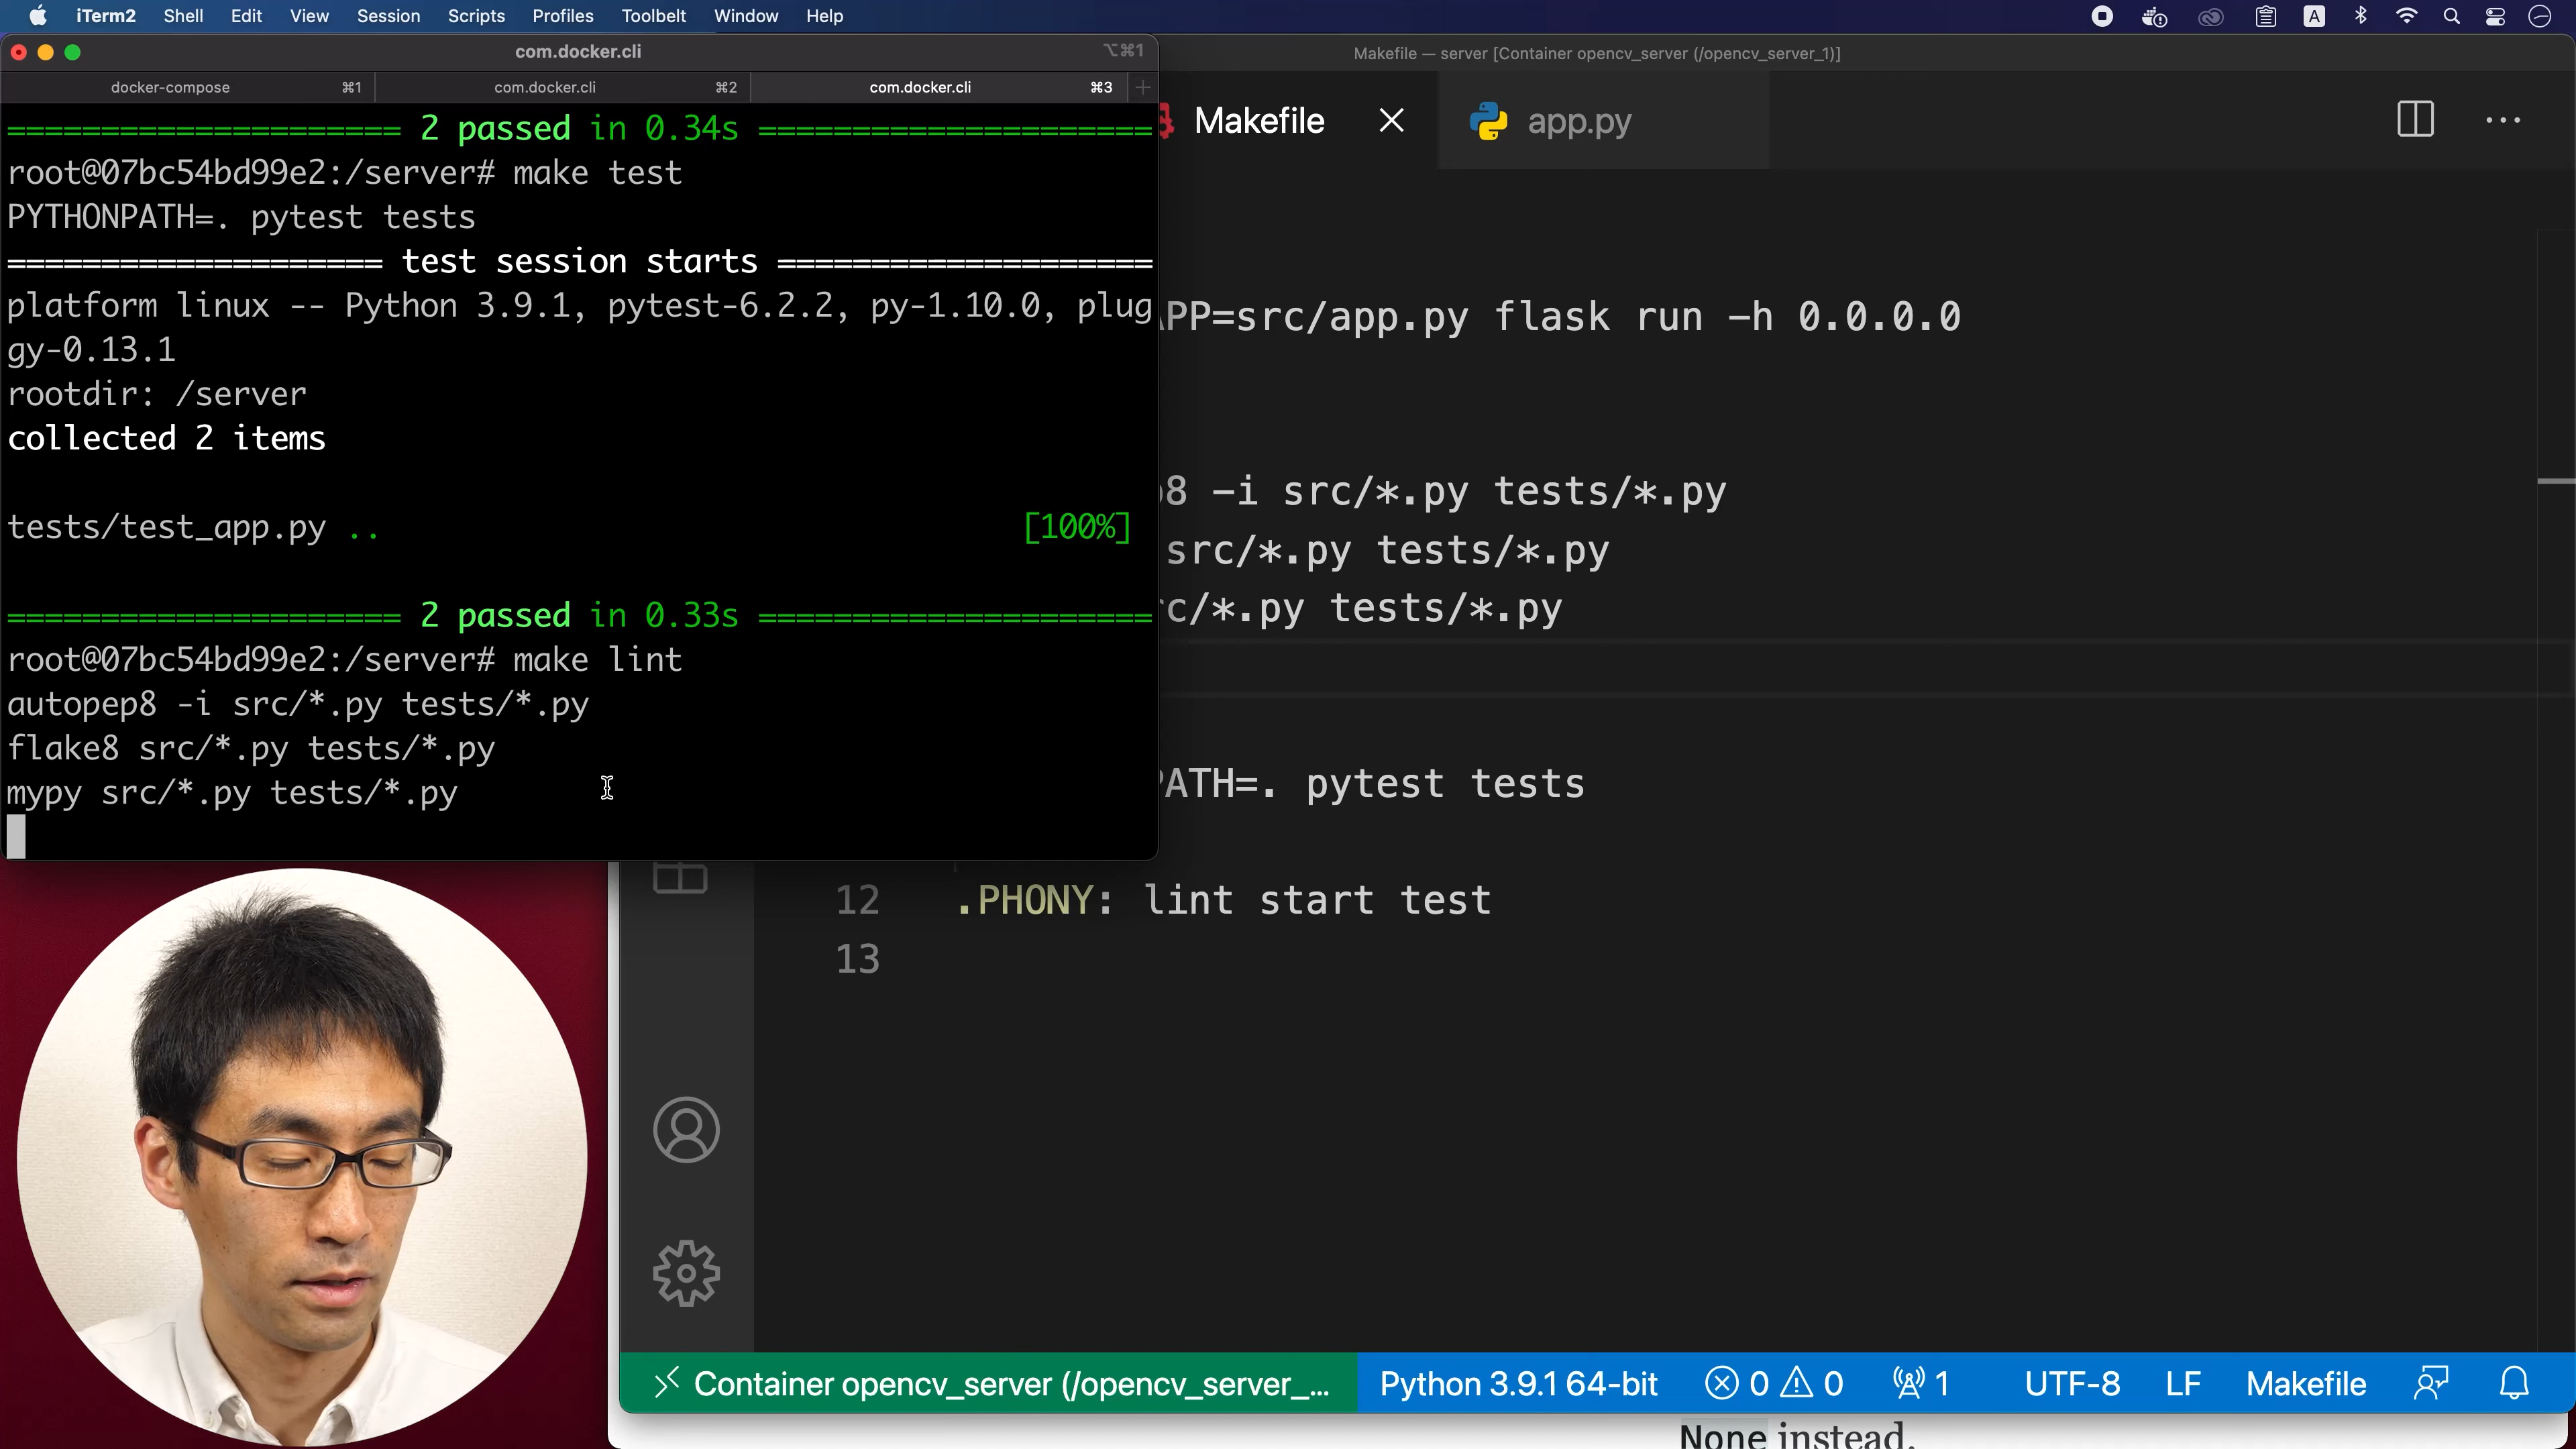 iTerm2 Shell Edit View Session Scripts Profiles Toolbelt Window Help
A
com.docker.cli ⌥⌘1
docker-compose ⌘1 com.docker.cli ⌘2 com.docker.cli ⌘3 +
==================== 2 passed in 0.34s ====================
root@07bc54bd99e2:/server# make test
PYTHONPATH=. pytest tests
==================== test session starts ====================
platform linux -- Python 3.9.1, pytest-6.2.2, py-1.10.0, plug
gy-0.13.1
rootdir: /server
collected 2 items
tests/test_app.py .. [100%]
==================== 2 passed in 0.33s ====================
root@07bc54bd99e2:/server# make lint
autopep8 -i src/*.py tests/*.py
flake8 src/*.py tests/*.py
mypy src/*.py tests/*.py
Makefile — server [Container opencv_server (/opencv_server_1)]
Makefile app.py
PP=src/app.py flask run -h 0.0.0.0
8 -i src/*.py tests/*.py
src/*.py tests/*.py
c/*.py tests/*.py
ATH=. pytest tests
12 .PHONY: lint start test
13
Container opencv_server (/opencv_server_... Python 3.9.1 64-bit 0 0 1 UTF-8 LF Makefile
None instead.